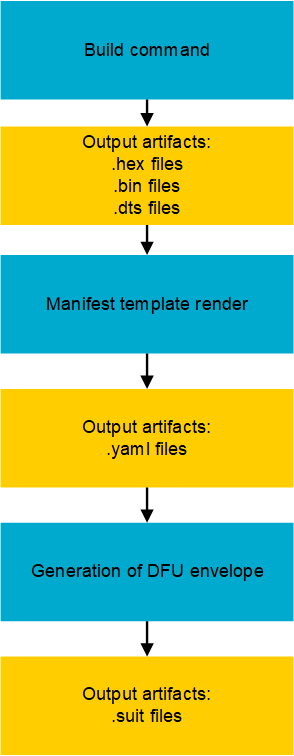 Build command
Output artifacts:
.hex files
.bin files
.dts files
Manifest template render
Output artifacts:
.yaml files
Generation of DFU envelope
Output artifacts:
.suit files